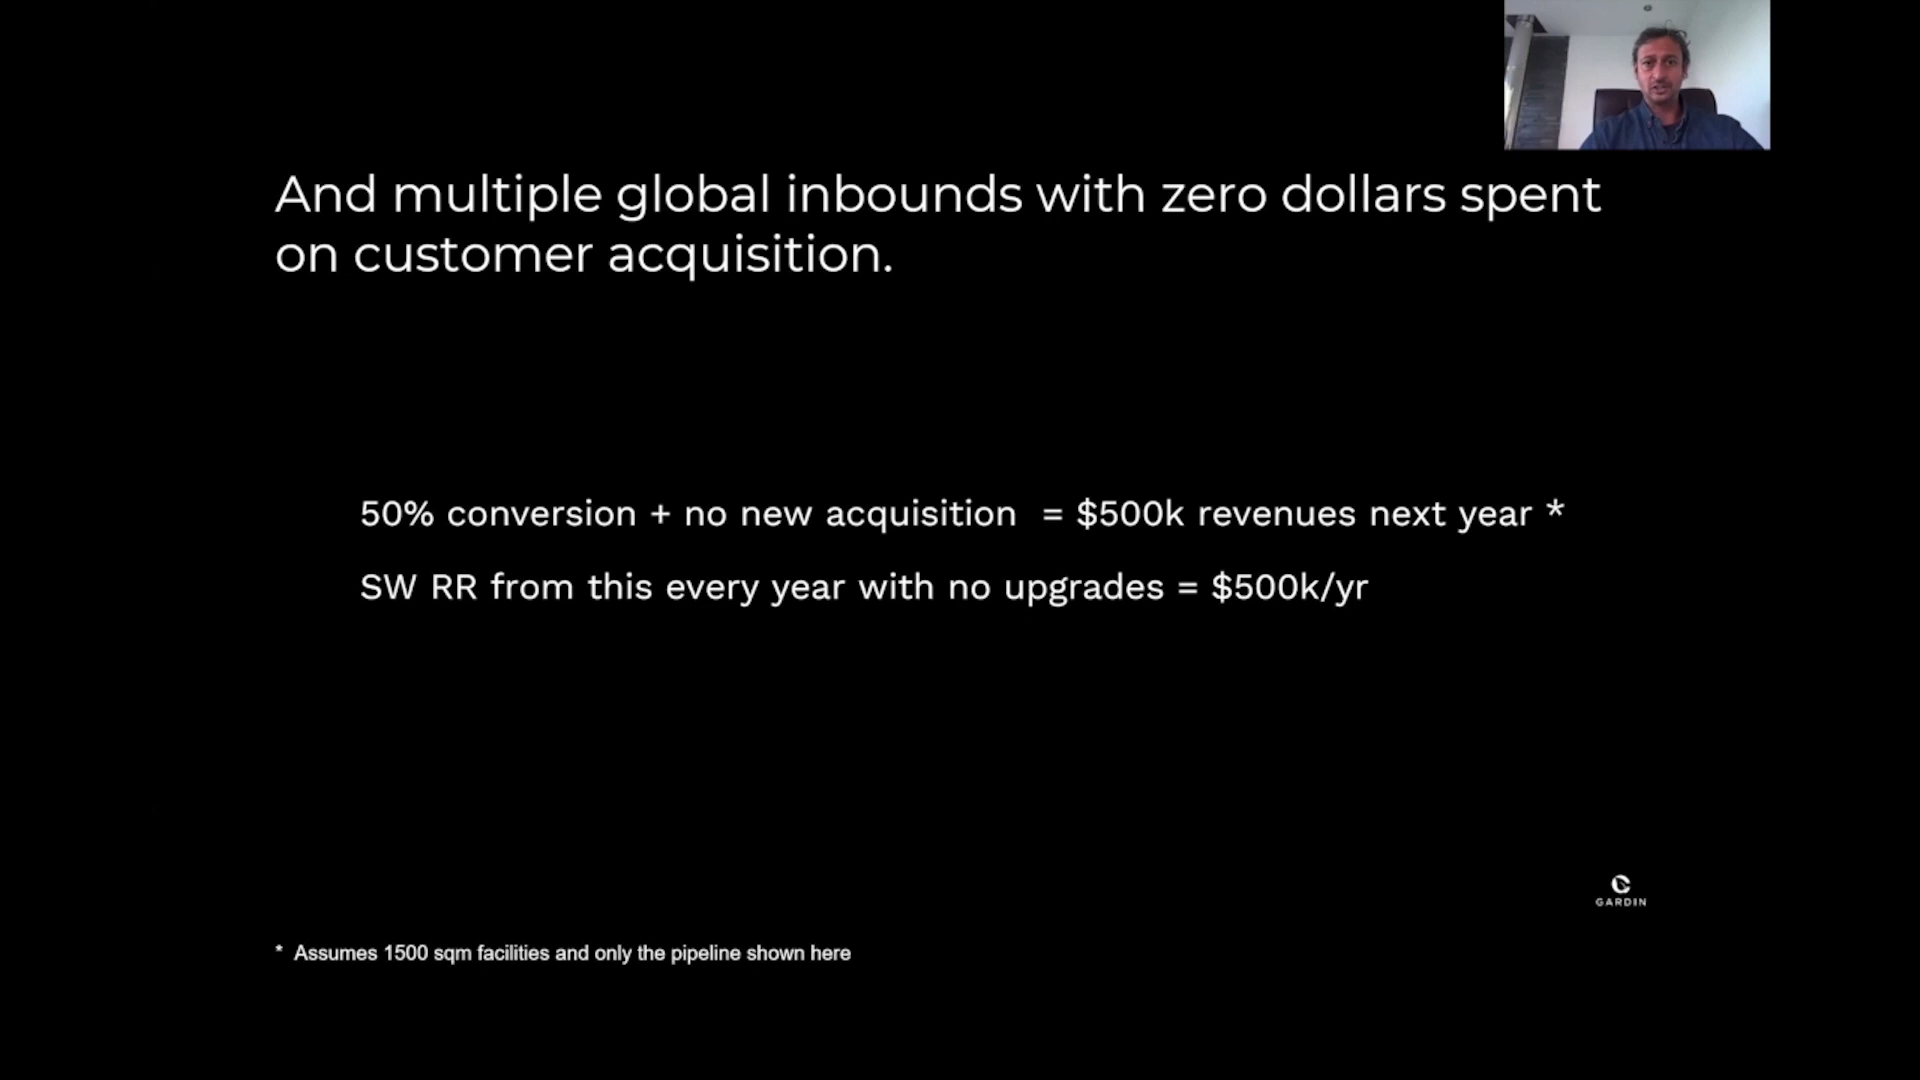 And multiple global inbounds with zero dollars spent
on customer acquisition.
50% conversion + no new acquisition = $500k revenues next year *
SW RR from this every year with no upgrades = $500k/yr
GARDIN
* Assumes 1500 sqm facilities and only the pipeline shown here